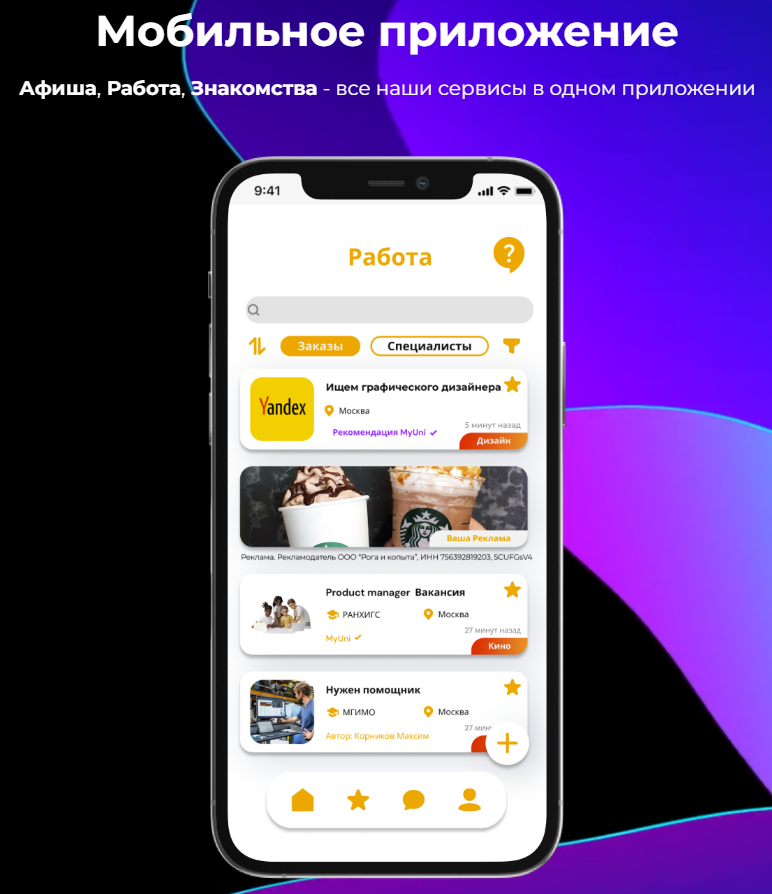 Мобильное приложение
Афиша, Работа, Знакомства - все наши сервисы в одном приложении
9:41
Работа
?
Заказы
Специалисты
Yandex
Ищем графического дизайнера
Москва
Рекомендация MyUni
5 минут назад
Дизайн
Ваша Реклама
Реклама. Рекламодатель ООО "Рога и копыта", ИНН 756392819203, 5CUFGsV4
Product manager Вакансия
РАНХИГС
Москва
27 минут назад
MyUni
Кино
Нужен помощник
МГИМО
Москва
27 мин
Автор: Корников Максим